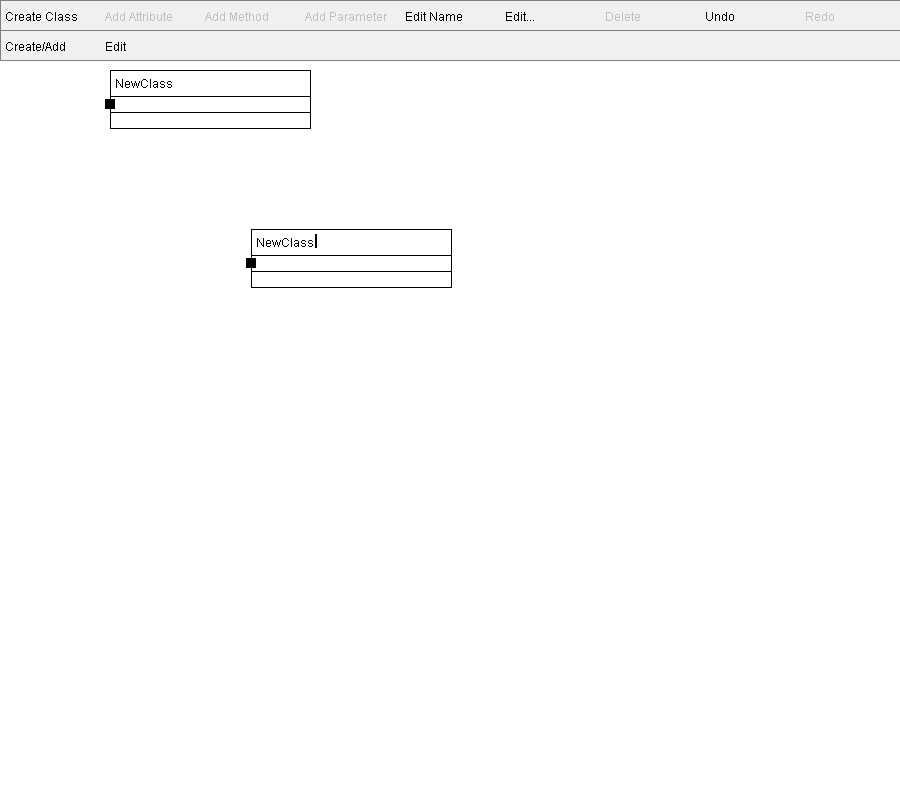 Create Class Add Attribute Add Method Add Parameter Edit Name Edit... Delete Undo Redo
Create/Add Edit
NewClass
NewClass